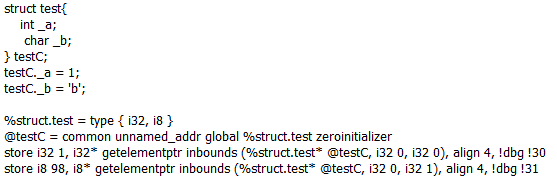 struct test{
int _a;
char _b;
} testC;
testC._a = 1;
testC._b = 'b';
%struct.test = type { i32, i8 }
@testC = common unnamed_addr global %struct.test zeroinitializer
store i32 1, i32* getelementptr inbounds (%struct.test* @testC, i32 0, i32 0), align 4, !dbg !30
store i8 98, i8* getelementptr inbounds (%struct.test* @testC, i32 0, i32 1), align 4, !dbg !31